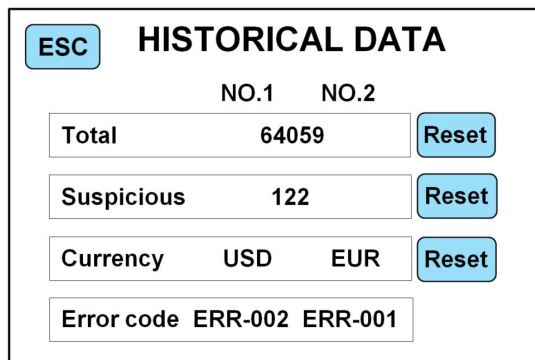 ESC HISTORICAL DATA
NO.1 NO.2
Total 64059 Reset
Suspicious 122 Reset
Currency USD EUR Reset
Error code ERR-002 ERR-001